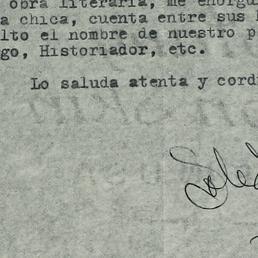 obra literaria, me enorgu
a chica, cuenta entre sus h
lto el nombre de nuestro p
go, Historiador, etc.
Lo saluda atenta y cord
Soled